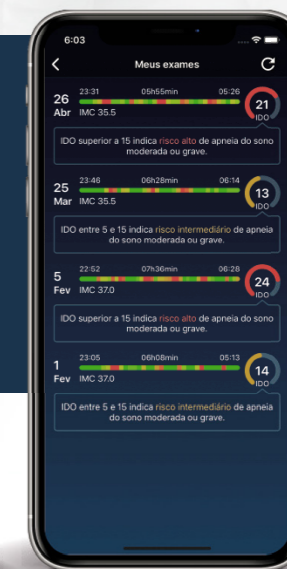 6:03
Meus exames
26 Abr 23:31 05h55min 05:26 21 IDO
IMC 35.5
IDO superior a 15 indica risco alto de apneia do sono
moderada ou grave.
25 Mar 23:46 06h28min 06:14 13 IDO
IMC 35.5
IDO entre 5 e 15 indica risco intermediário de apneia
do sono moderada ou grave.
5 Fev 22:52 07h36min 06:28 24 IDO
IMC 37.0
IDO superior a 15 indica risco alto de apneia do sono
moderada ou grave.
1 Fev 23:05 06h08min 05:13 14 IDO
IMC 37.0
IDO entre 5 e 15 indica risco intermediário de apneia
do sono moderada ou grave.